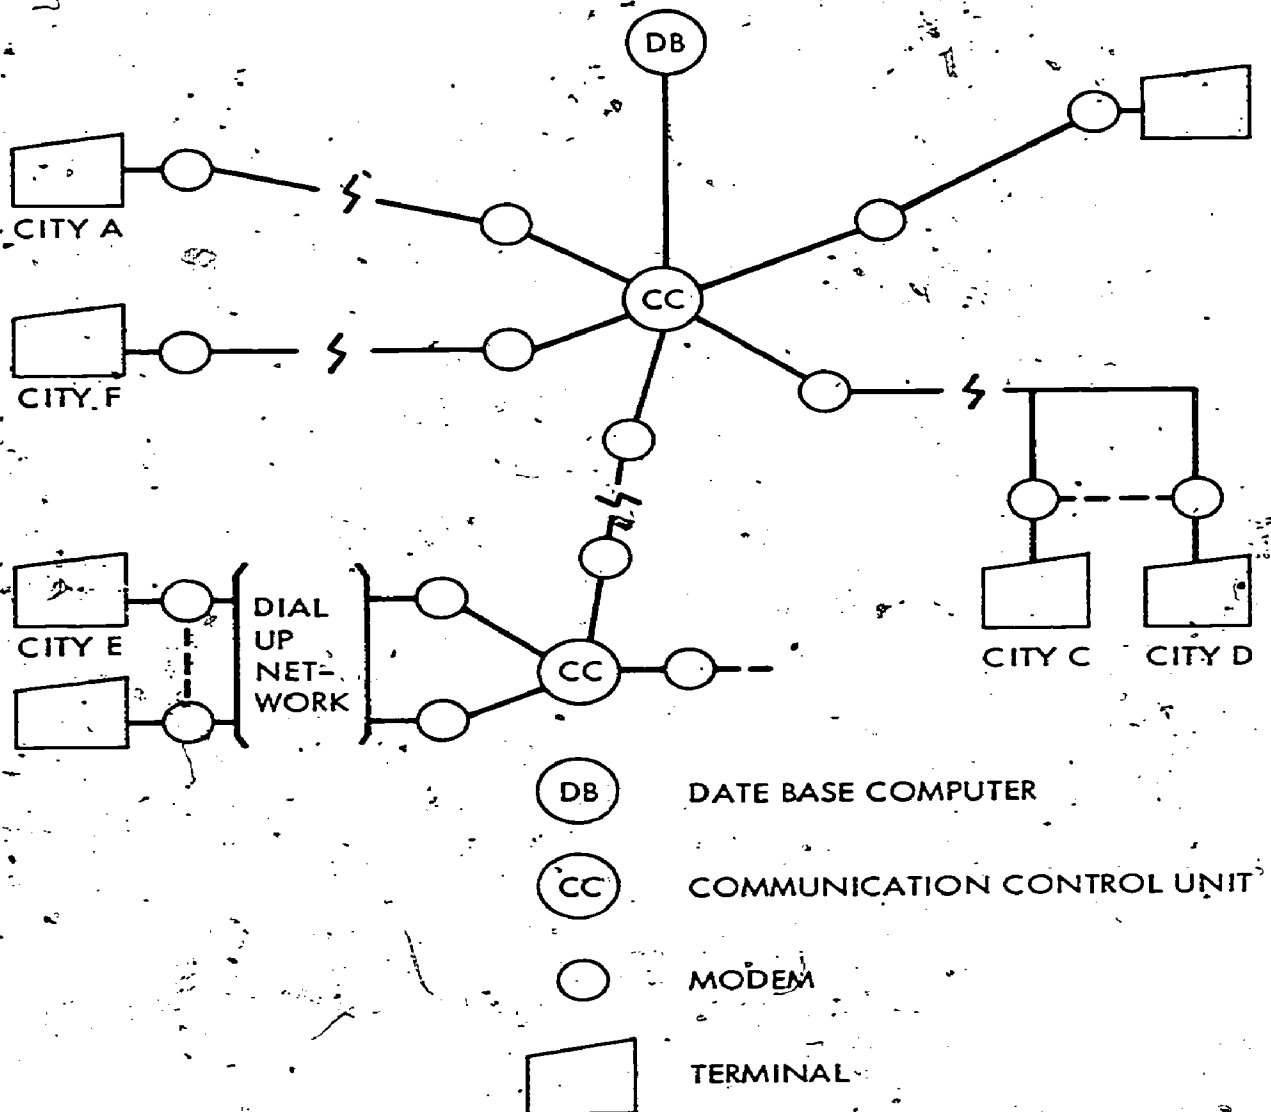 DB
CITY A
CC
CITY F
DIAL
UP
NET-
WORK
CITY E
CC
CITY C
CITY D
DB DATE BASE COMPUTER
CC COMMUNICATION CONTROL UNIT
MODEM
TERMINAL